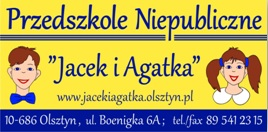 Przedszkole Niepubliczne
"Jacek i Agatka"
www.jacekiagatka.olsztyn.pl
10-686 Olsztyn , ul. Boenigka 6A ; tel./fax 89 541 23 15